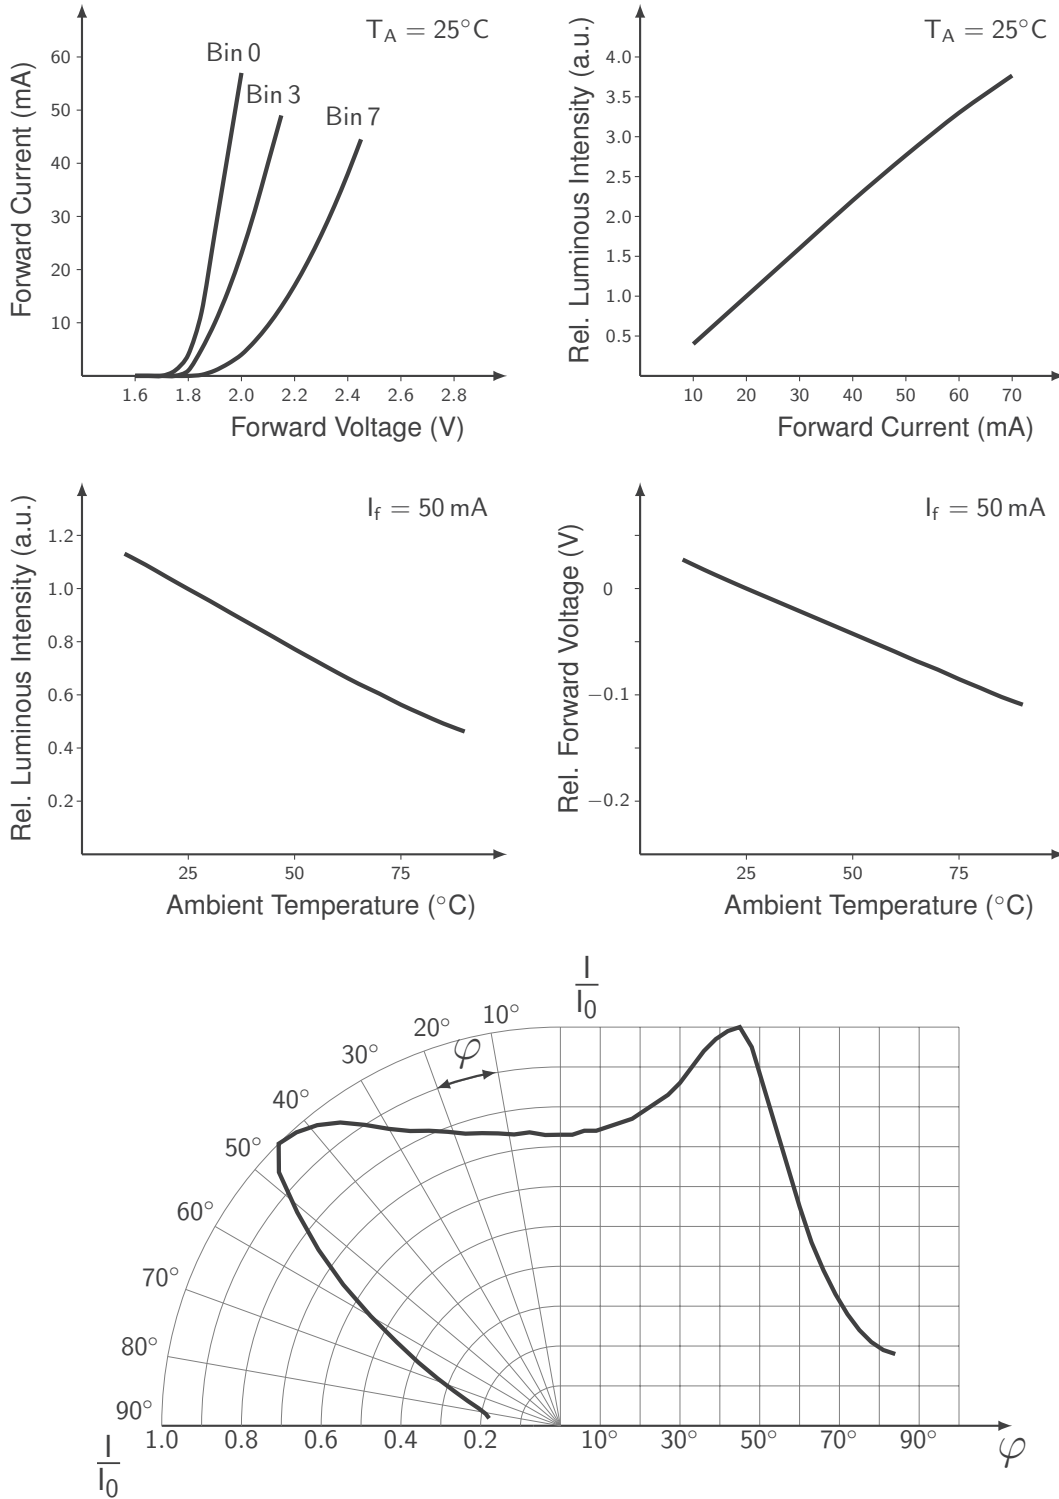 T_A = 25°C
Forward Current (mA)
60
50
40
30
20
10
Bin 0
Bin 3
Bin 7
1.6 1.8 2.0 2.2 2.4 2.6 2.8
Forward Voltage (V)
T_A = 25°C
Rel. Luminous Intensity (a.u.)
4.0
3.5
3.0
2.5
2.0
1.5
1.0
0.5
10 20 30 40 50 60 70
Forward Current (mA)
I_f = 50 mA
Rel. Luminous Intensity (a.u.)
1.2
1.0
0.8
0.6
0.4
0.2
25 50 75
Ambient Temperature (°C)
I_f = 50 mA
Rel. Forward Voltage (V)
0
−0.1
−0.2
25 50 75
Ambient Temperature (°C)
I
I_0
10°
20°
φ
30°
40°
50°
60°
70°
80°
90°
1.0 0.8 0.6 0.4 0.2 10° 30° 50° 70° 90° φ
I
I_0